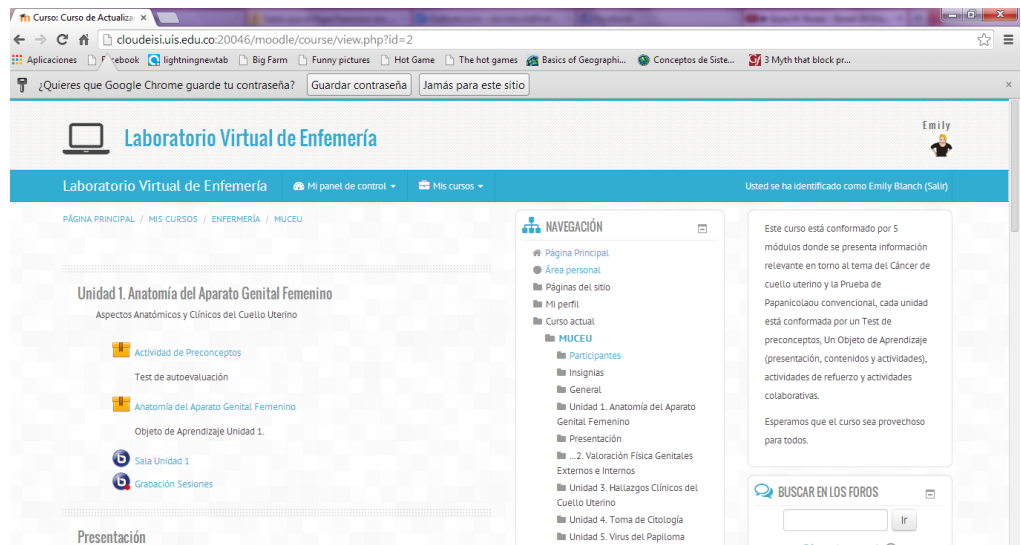 Curso: Curso de Actualiza
cloudeisi.uis.edu.co:20046/moodle/course/view.php?id=2
Aplicaciones
lightningnewtab
Big Farm
Funny pictures
Hot Game
The hot games
Basics of Geographi...
Conceptos de Siste...
3 Myth that block pr...
¿Quieres que Google Chrome guarde tu contraseña? Guardar contraseña Jamás para este sitio
Laboratorio Virtual de Enfemería
Emily
Laboratorio Virtual de Enfemería Mi panel de control Mis cursos Usted se ha identificado como Emily Blanch (Salir)
PÁGINA PRINCIPAL / MIS CURSOS / ENFERMERÍA / MUCEU
Unidad 1. Anatomía del Aparato Genital Femenino
Aspectos Anatómicos y Clínicos del Cuello Uterino
Actividad de Preconceptos
Test de autoevaluación
Anatomía del Aparato Genital Femenino
Objeto de Aprendizaje Unidad 1.
Sala Unidad 1
Grabación Sesiones
Presentación
NAVEGACIÓN
Página Principal
Área personal
Páginas del sitio
Mi perfil
Curso actual
MUCEU
Participantes
Insignias
General
Unidad 1. Anatomía del Aparato
Genital Femenino
Presentación
...2. Valoración Física Genitales
Externos e Internos
Unidad 3. Hallazgos Clínicos del
Cuello Uterino
Unidad 4. Toma de Citología
Unidad 5. Virus del Papiloma
Este curso está conformado por 5
módulos donde se presenta información
relevante en torno al tema del Cáncer de
cuello uterino y la Prueba de
Papanicolaou convencional, cada unidad
está conformada por un Test de
preconceptos, Un Objeto de Aprendizaje
(presentación, contenidos y actividades),
actividades de refuerzo y actividades
colaborativas.
Esperamos que el curso sea provechoso
para todos.
BUSCAR EN LOS FOROS
Ir